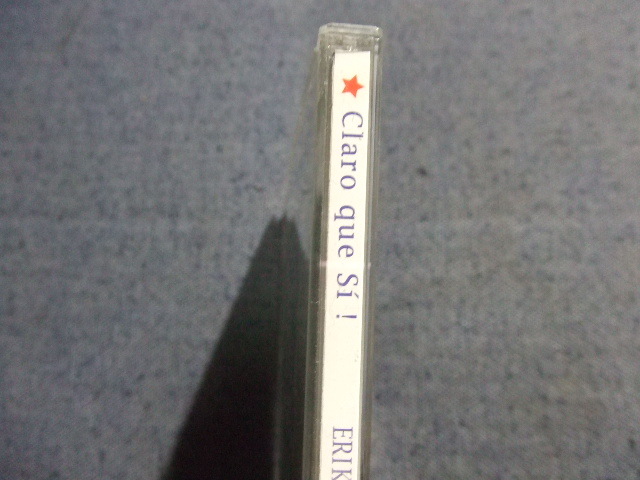 ★ Claro que Sí !
ERIK